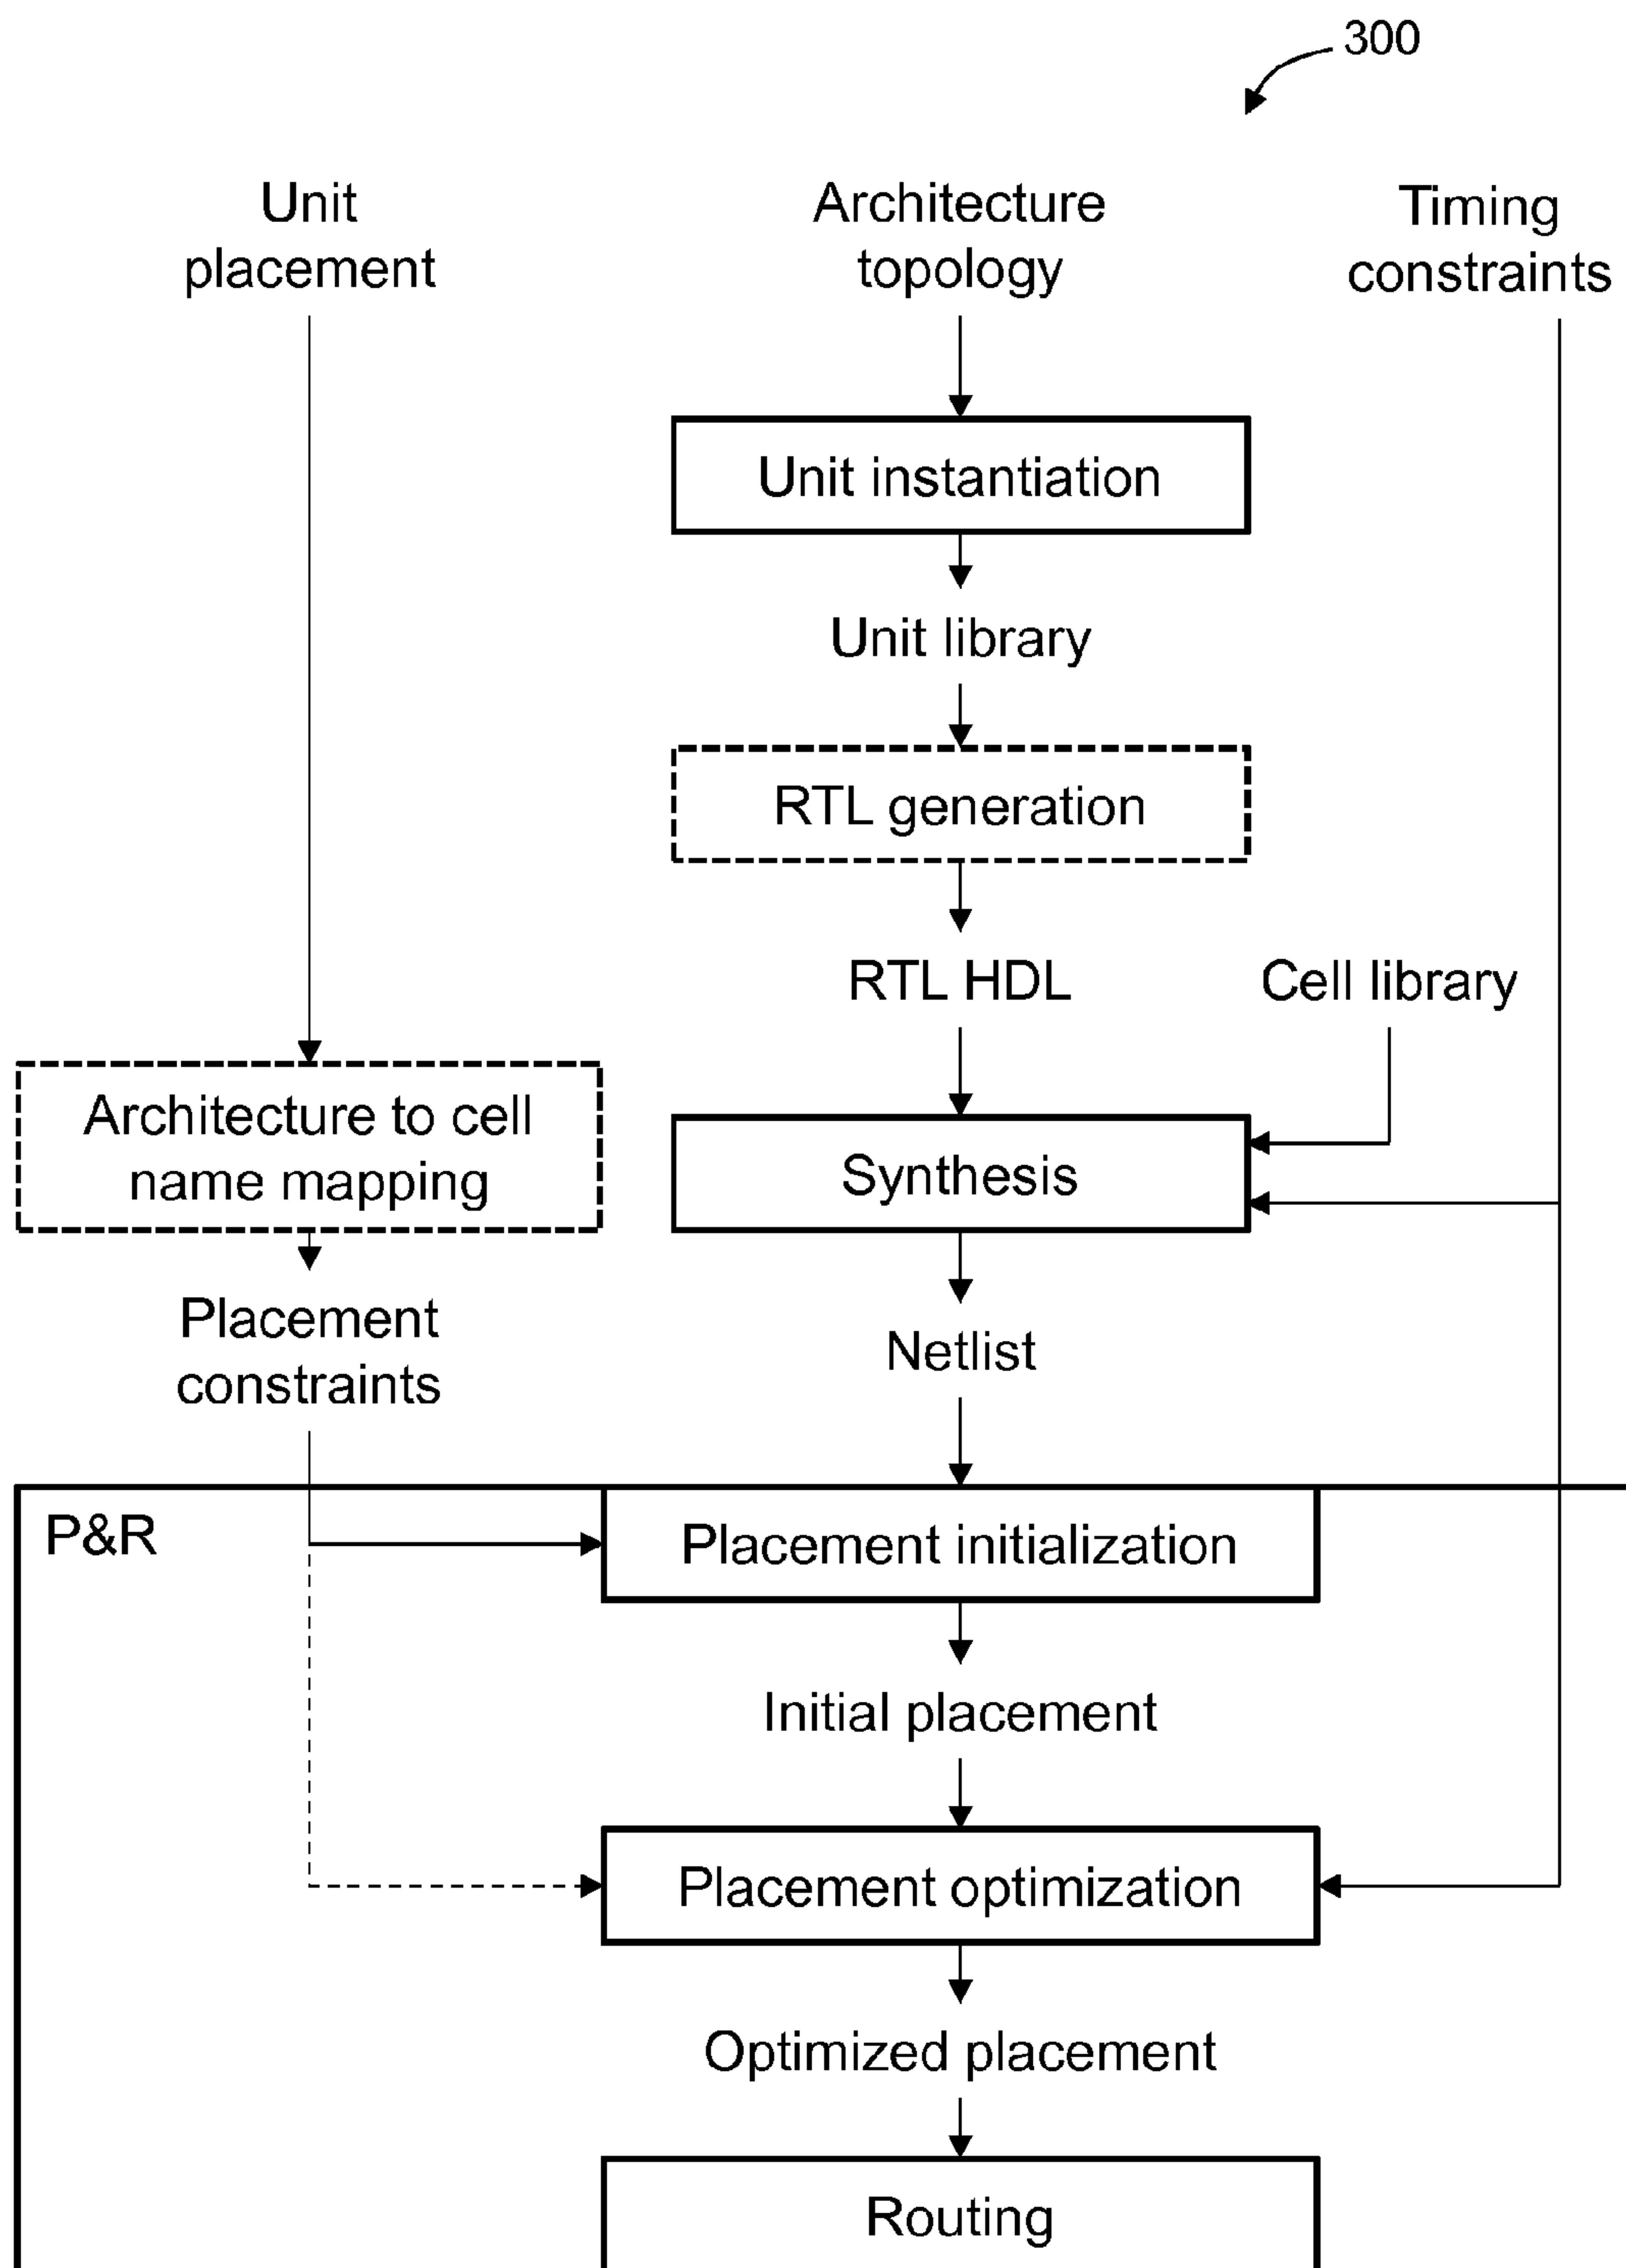 300
Unit
placement
Architecture
topology
Timing
constraints
Unit instantiation
Unit library
RTL generation
RTL HDL
Cell library
Architecture to cell
name mapping
Synthesis
Placement
constraints
Netlist
P&R
Placement initialization
Initial placement
Placement optimization
Optimized placement
Routing